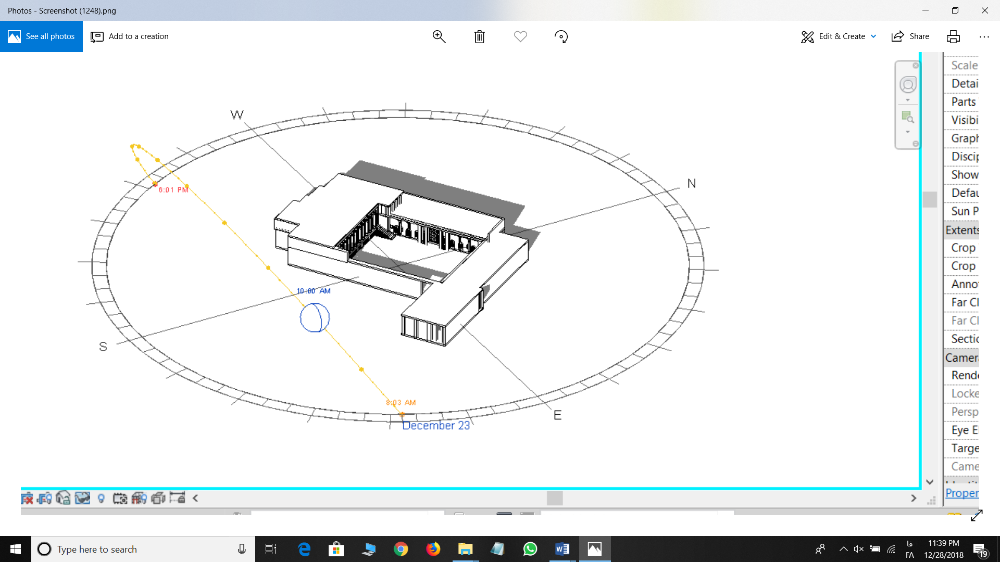 Photos - Screenshot (1248).png
See all photos
Add to a creation
Edit & Create
Share
Scale
Detai
Parts
Visibi
Graph
Discip
Show
Defau
Sun P
Extents
Crop
Crop
Annot
Far Cl
Far Cl
Sectio
Camera
Rende
Locke
Persp
Eye El
Targe
Came
Proper
W
N
6:01 PM
10:00 AM
S
8:03 AM
E
December 23
Type here to search
فا
FA
11:39 PM
12/28/2018
19